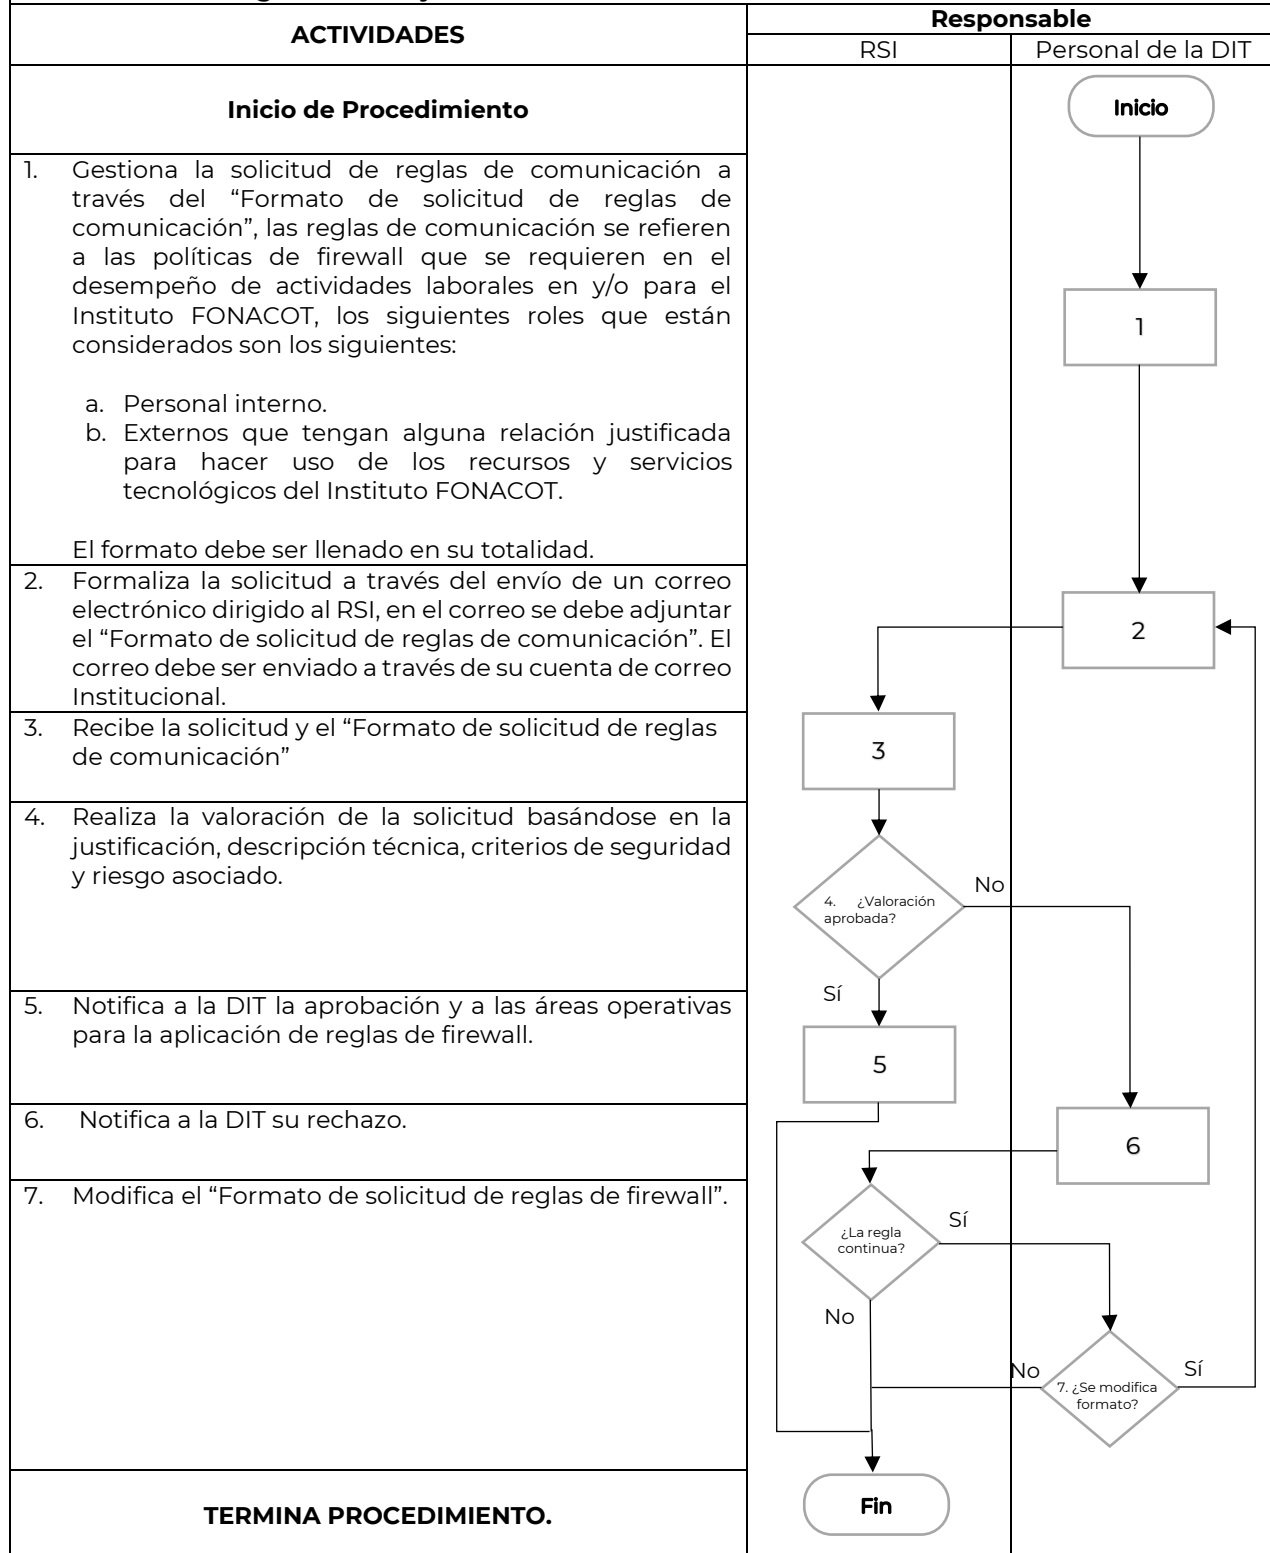 ACTIVIDADES
Responsable
RSI
Personal de la DIT
Inicio de Procedimiento
Inicio
1. Gestiona la solicitud de reglas de comunicación a
través del “Formato de solicitud de reglas de
comunicación”, las reglas de comunicación se refieren
a las políticas de firewall que se requieren en el
desempeño de actividades laborales en y/o para el
Instituto FONACOT, los siguientes roles que están
considerados son los siguientes:
a. Personal interno.
b. Externos que tengan alguna relación justificada
para hacer uso de los recursos y servicios
tecnológicos del Instituto FONACOT.
El formato debe ser llenado en su totalidad.
1
2. Formaliza la solicitud a través del envío de un correo
electrónico dirigido al RSI, en el correo se debe adjuntar
el “Formato de solicitud de reglas de comunicación”. El
correo debe ser enviado a través de su cuenta de correo
Institucional.
2
3. Recibe la solicitud y el “Formato de solicitud de reglas
de comunicación”
3
4. Realiza la valoración de la solicitud basándose en la
justificación, descripción técnica, criterios de seguridad
y riesgo asociado.
4. ¿Valoración
aprobada?
No
Sí
5. Notifica a la DIT la aprobación y a las áreas operativas
para la aplicación de reglas de firewall.
5
6. Notifica a la DIT su rechazo.
6
7. Modifica el “Formato de solicitud de reglas de firewall”.
¿La regla
continua?
Sí
No
7. ¿Se modifica
formato?
No
Sí
TERMINA PROCEDIMIENTO.
Fin